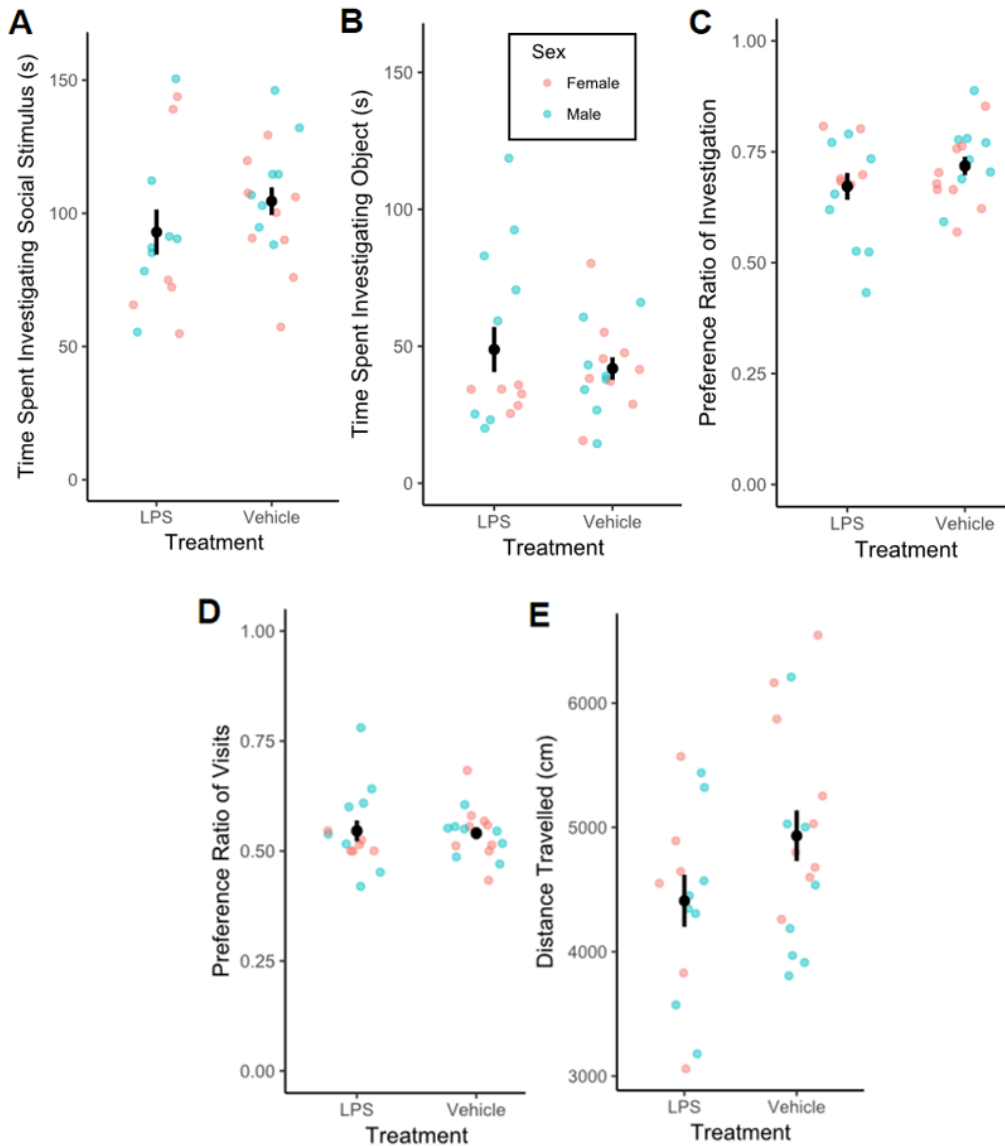 A
Time Spent Investigating Social Stimulus (s)
150
100
50
0
LPS
Vehicle
Treatment
B
Time Spent Investigating Object (s)
150
100
50
0
Sex
Female
Male
LPS
Vehicle
Treatment
C
Preference Ratio of Investigation
1.00
0.75
0.50
0.25
0.00
LPS
Vehicle
Treatment
D
Preference Ratio of Visits
1.00
0.75
0.50
0.25
0.00
LPS
Vehicle
Treatment
E
Distance Travelled (cm)
6000
5000
4000
3000
LPS
Vehicle
Treatment